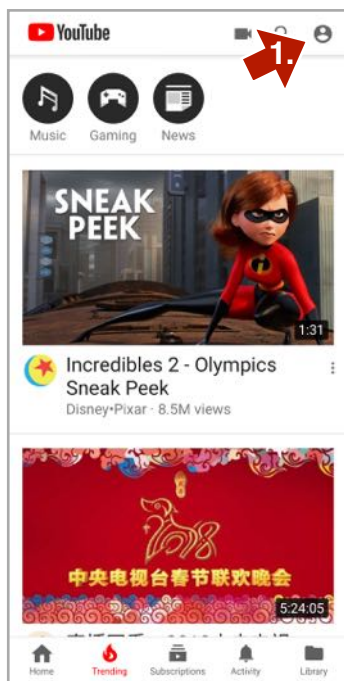 YouTube
1.
Music Gaming News
SNEAK
PEEK
1:31
Incredibles 2 - Olympics
Sneak Peek
Disney•Pixar · 8.5M views
2018
中央电视台春节联欢晚会
5:24:05
Home Trending Subscriptions Activity Library